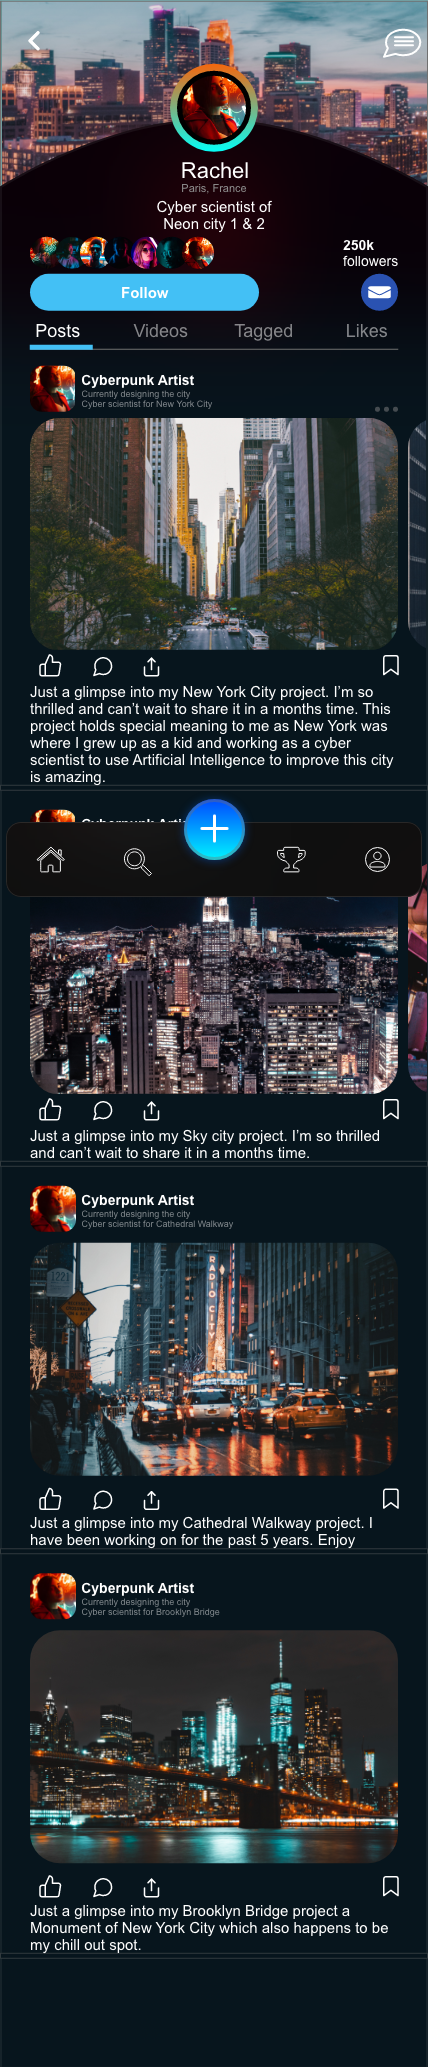 Rachel
Paris, France
Cyber scientist of
Neon city 1 & 2
250k
followers
Follow
Posts
Videos
Tagged
Likes
Cyberpunk Artist
Currently designing the city
Cyber scientist for New York City
Just a glimpse into my New York City project. I'm so
thrilled and can't wait to share it in a months time. This
project holds special meaning to me as New York was
where I grew up as a kid and working as a cyber
scientist to use Artificial Intelligence to improve this city
is amazing.
Just a glimpse into my Sky city project. I'm so thrilled
and can't wait to share it in a months time.
Cyberpunk Artist
Currently designing the city
Cyber scientist for Cathedral Walkway
1221
RADIO CITY
Just a glimpse into my Cathedral Walkway project. I
have been working on for the past 5 years. Enjoy
Cyberpunk Artist
Currently designing the city
Cyber scientist for Brooklyn Bridge
Just a glimpse into my Brooklyn Bridge project a
Monument of New York City which also happens to be
my chill out spot.